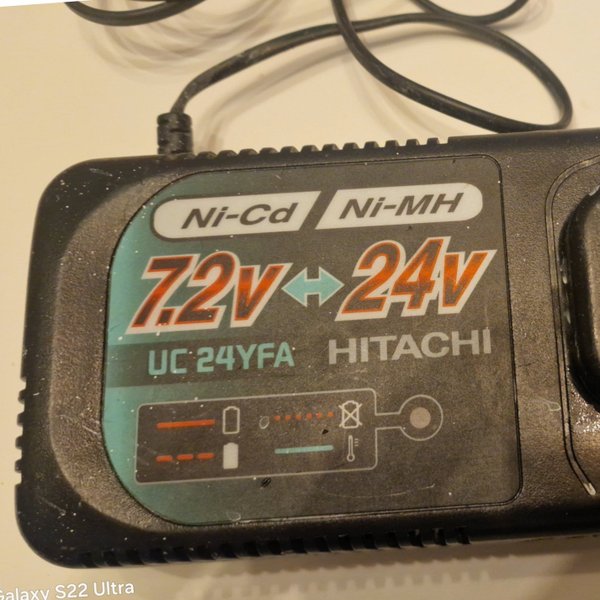 Ni-Cd Ni-MH
7.2V 24V
UC 24YFA HITACHI
Galaxy S22 Ultra